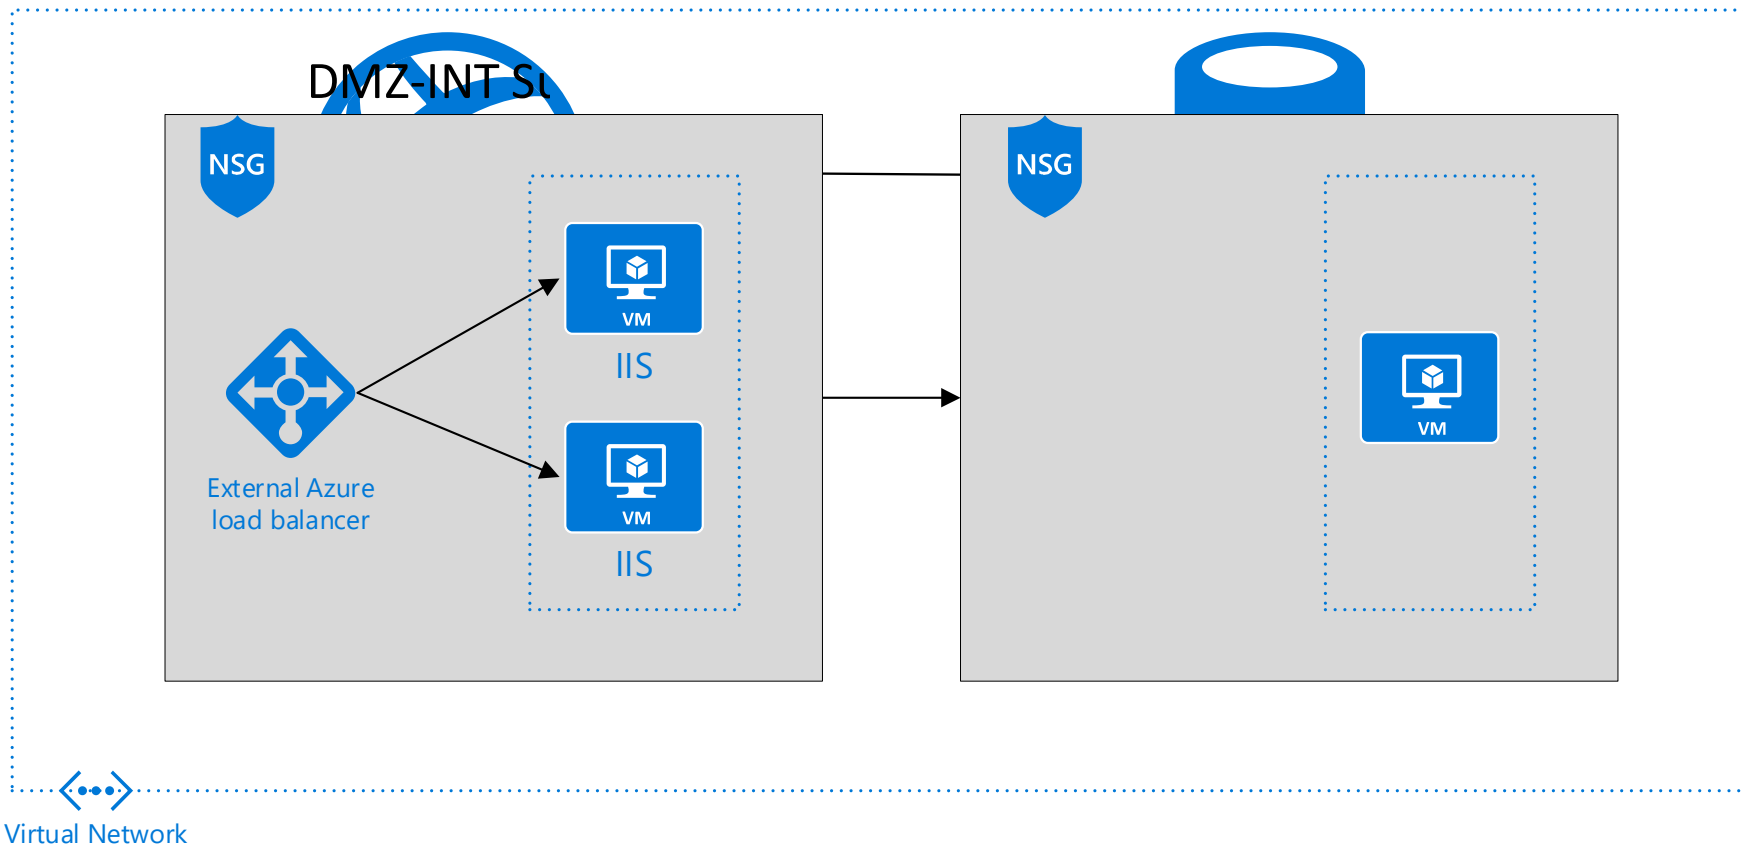 DMZ-INT
NSG
NSG
VM
IIS
VM
External Azure
load balancer
VM
IIS
Virtual Network